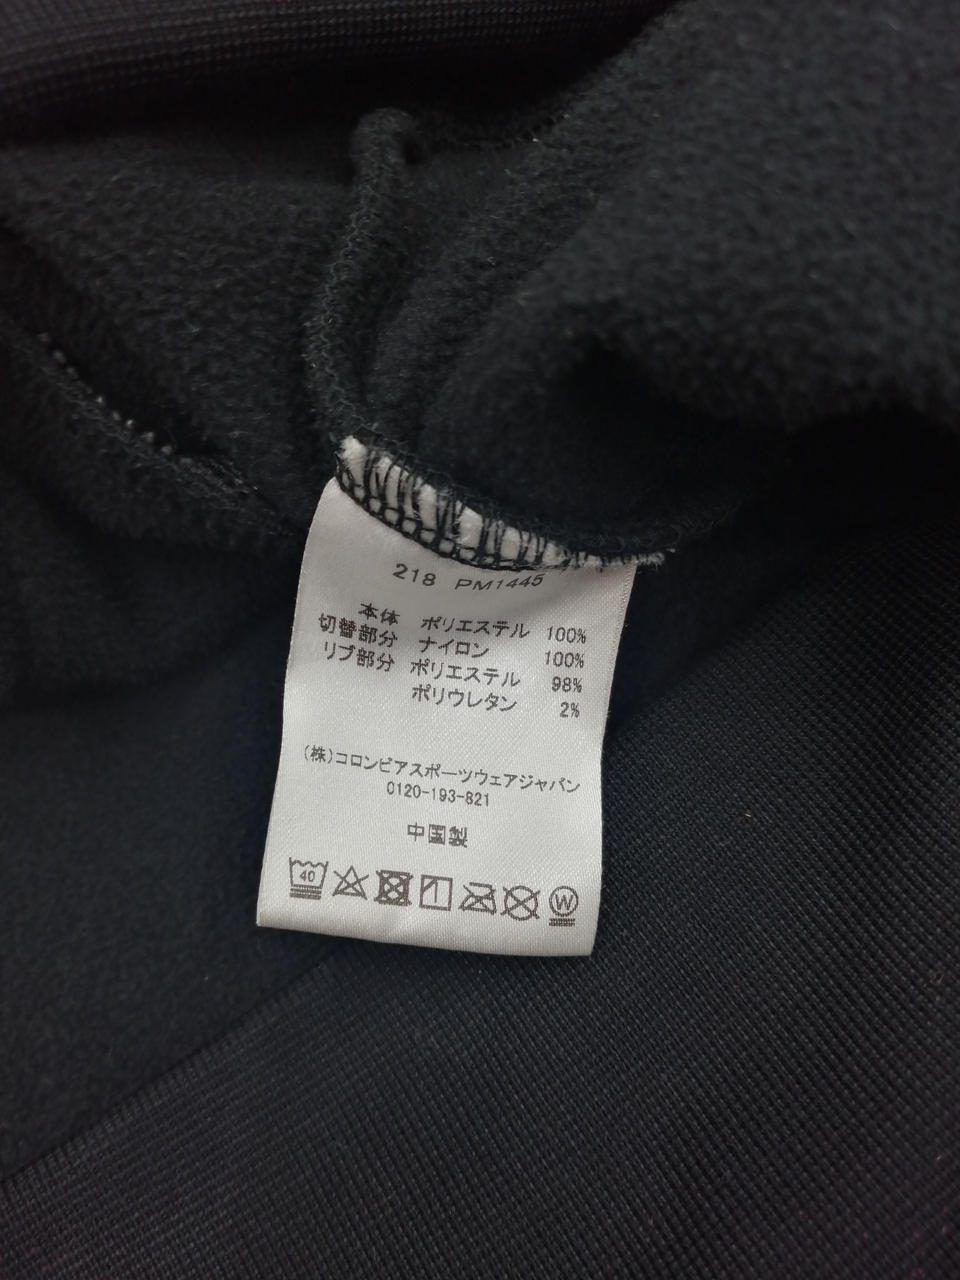 218 PM1445
本体 ポリエステル 100%
切替部分 ナイロン 100%
リブ部分 ポリエステル 98%
ポリウレタン 2%
(株)コロンビアスポーツウェアジャパン
0120-193-821
中国製
40
W